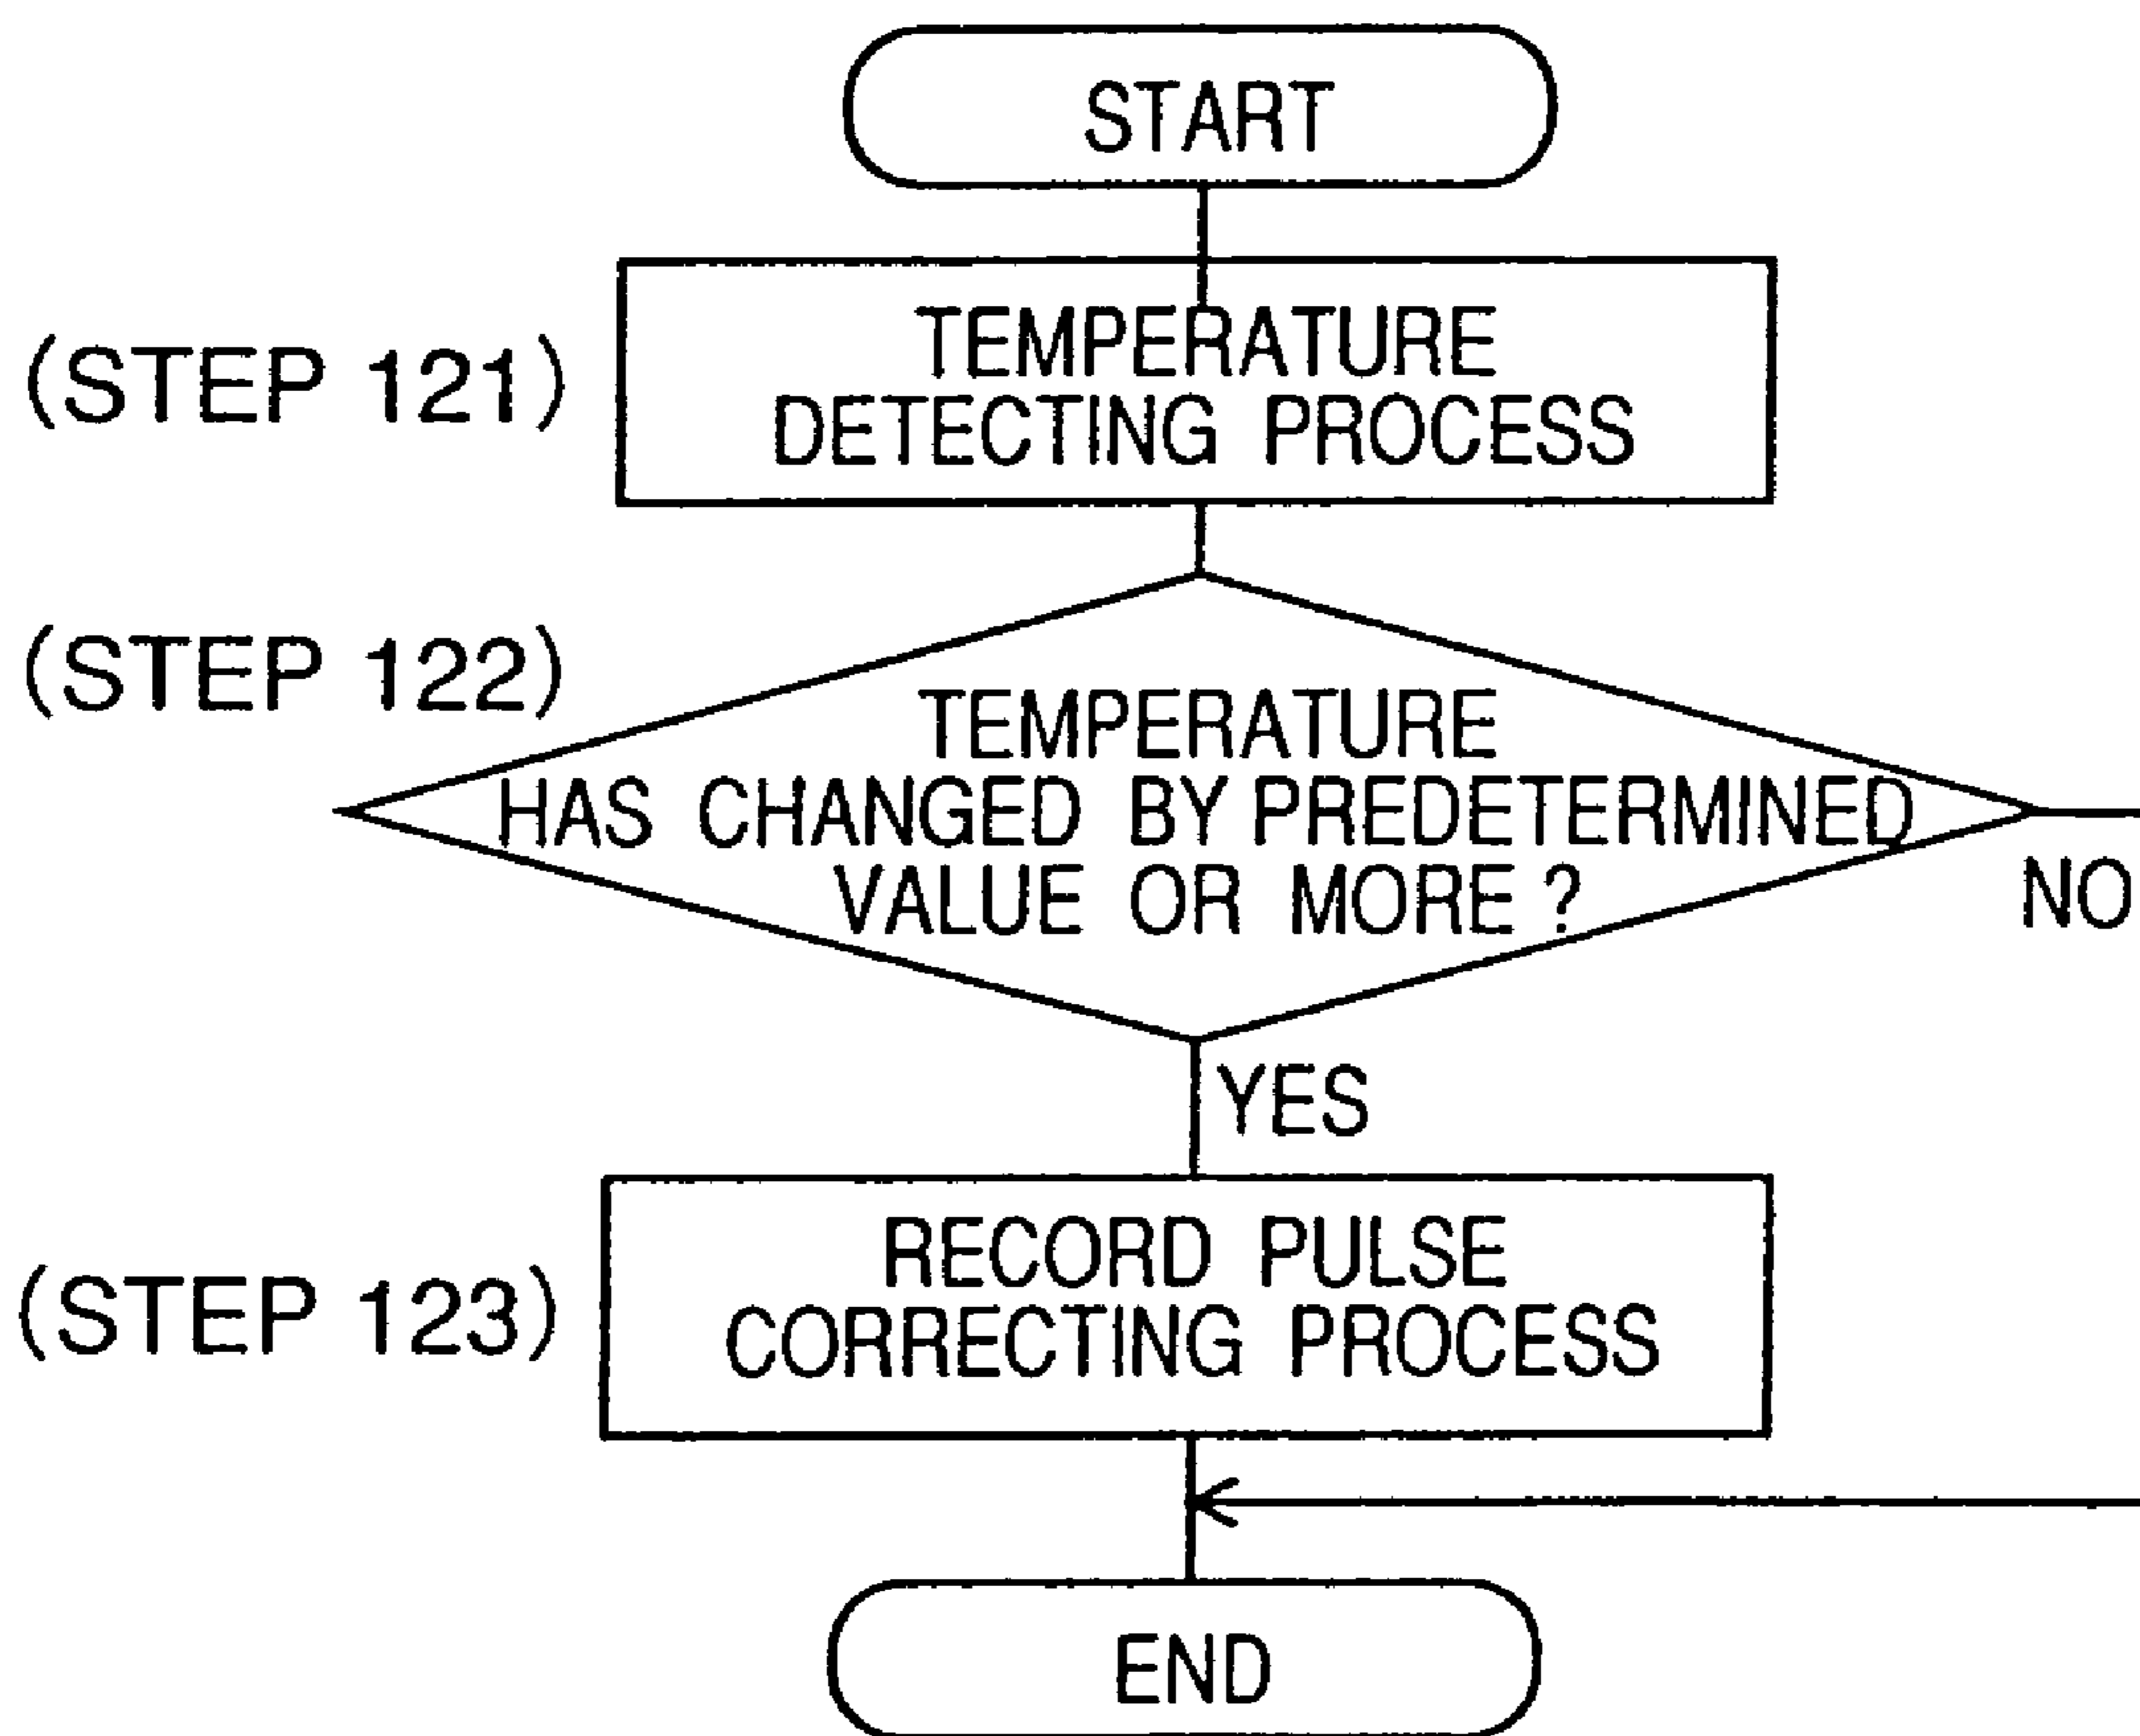 START
(STEP 121)
TEMPERATURE
DETECTING PROCESS
(STEP 122)
TEMPERATURE
HAS CHANGED BY PREDETERMINED
VALUE OR MORE ?
NO
YES
(STEP 123)
RECORD PULSE
CORRECTING PROCESS
END